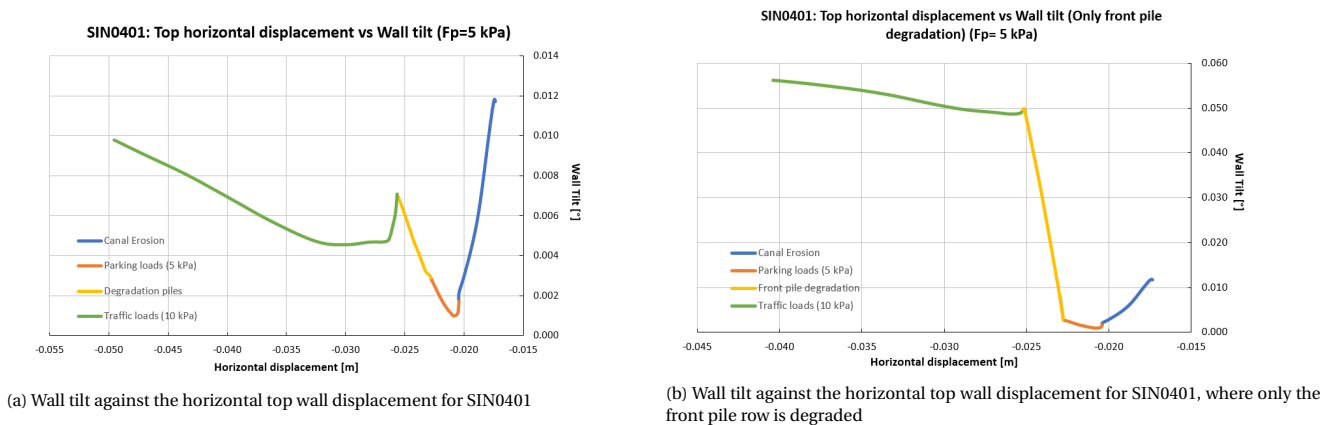 SIN0401: Top horizontal displacement vs Wall tilt (Fp=5 kPa)
0.014
0.012
0.010
0.008
0.006
0.004
0.002
0.000
Wall Tilt [°]
Canal Erosion
Parking loads (5 kPa)
Degradation piles
Traffic loads (10 kPa)
-0.055 -0.050 -0.045 -0.040 -0.035 -0.030 -0.025 -0.020 -0.015
Horizontal displacement [m]
(a) Wall tilt against the horizontal top wall displacement for SIN0401
SIN0401: Top horizontal displacement vs Wall tilt (Only front pile
degradation) (Fp= 5 kPa)
0.060
0.050
0.040
0.030
0.020
0.010
0.000
Wall Tilt [°]
Canal Erosion
Parking loads (5 kPa)
Front pile degradation
Traffic loads (10 kPa)
-0.045 -0.040 -0.035 -0.030 -0.025 -0.020 -0.015
Horizontal displacement [m]
(b) Wall tilt against the horizontal top wall displacement for SIN0401, where only the
front pile row is degraded